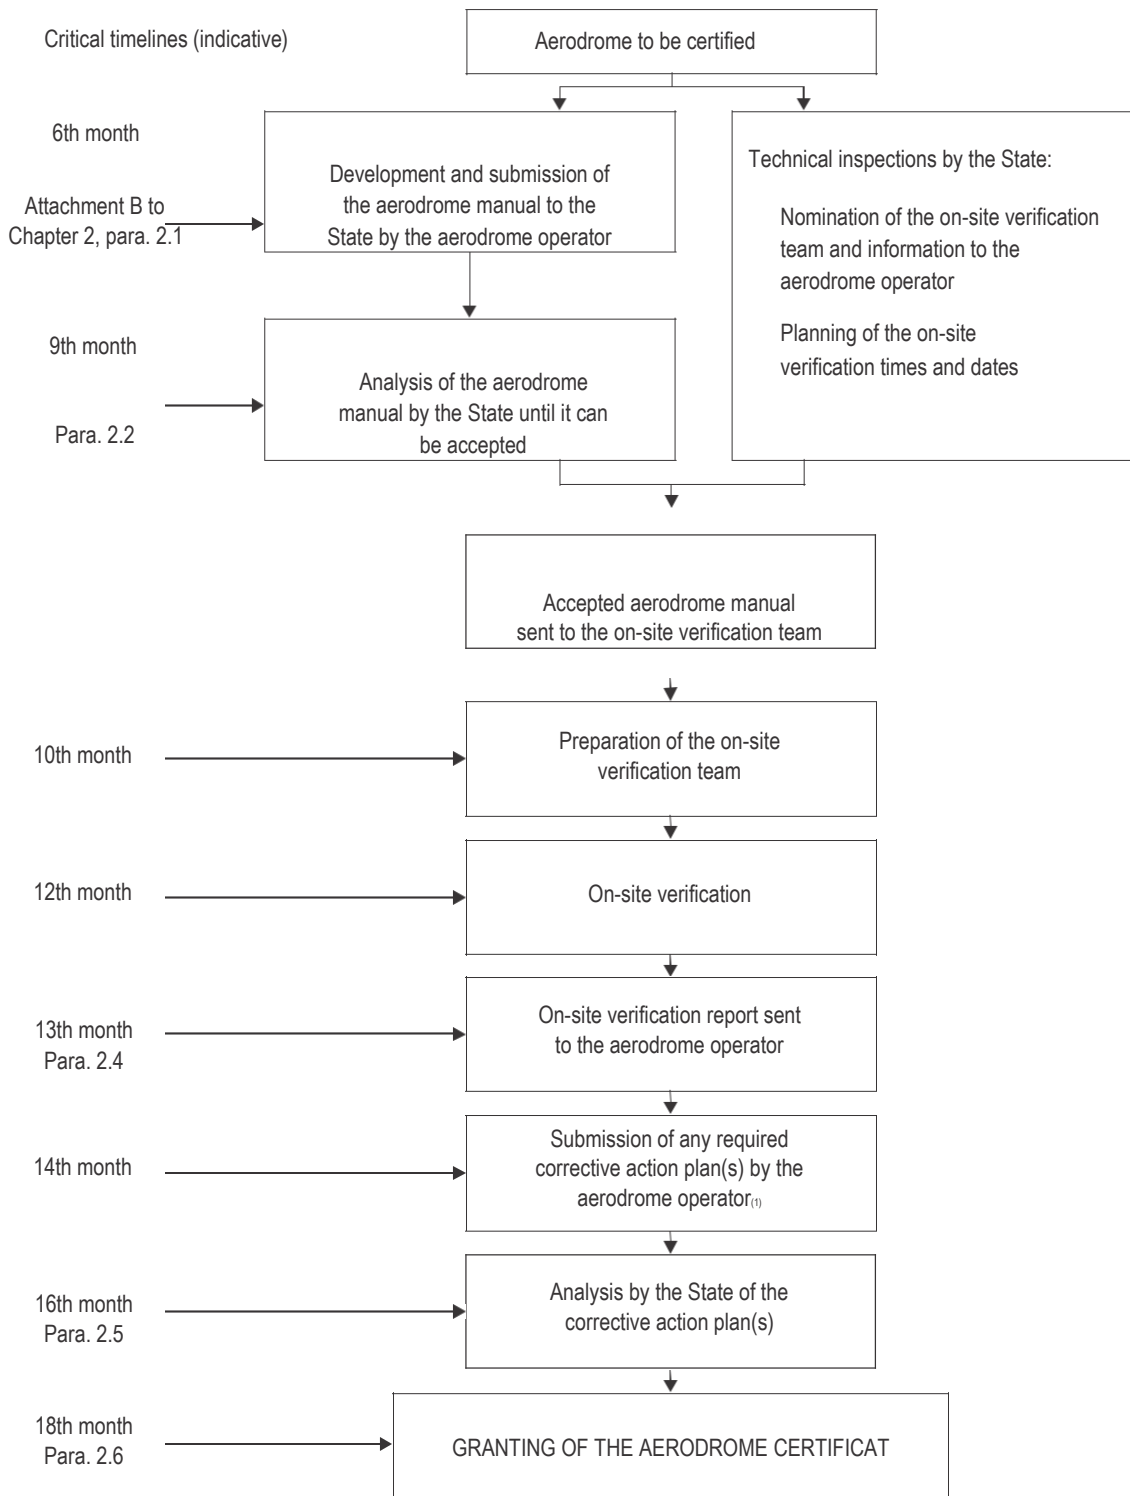 Critical timelines (indicative)
Aerodrome to be certified
6th month
Attachment B to
Chapter 2, para. 2.1
Development and submission of
the aerodrome manual to the
State by the aerodrome operator
Technical inspections by the State:
Nomination of the on-site verification
team and information to the
aerodrome operator
Planning of the on-site
verification times and dates
9th month
Para. 2.2
Analysis of the aerodrome
manual by the State until it can
be accepted
Accepted aerodrome manual
sent to the on-site verification team
10th month
Preparation of the on-site
verification team
12th month
On-site verification
13th month
Para. 2.4
On-site verification report sent
to the aerodrome operator
14th month
Submission of any required
corrective action plan(s) by the
aerodrome operator(1)
16th month
Para. 2.5
Analysis by the State of the
corrective action plan(s)
18th month
Para. 2.6
GRANTING OF THE AERODROME CERTIFICAT